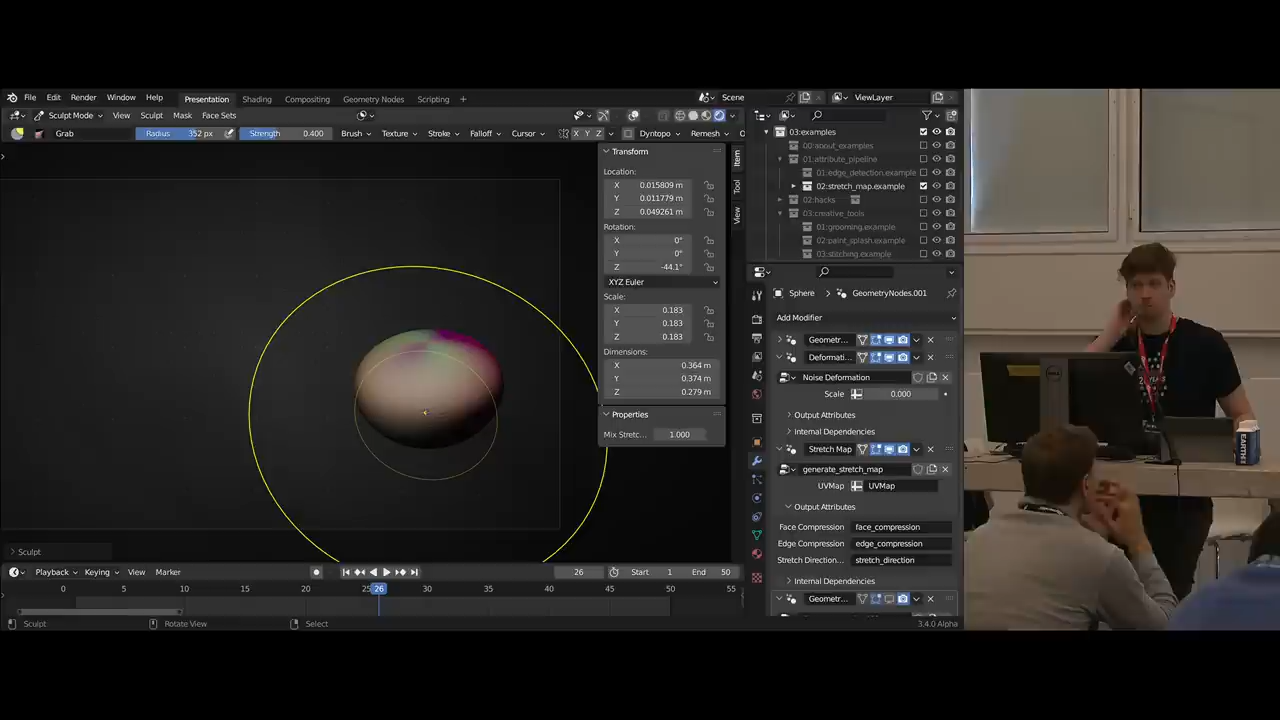 File Edit Render Window Help Presentation Shading Compositing Geometry Nodes Scripting + Scene ViewLayer
Sculpt Mode View Sculpt Mask Face Sets
Grab Radius 352 px Strength 0.400 Brush Texture Stroke Falloff Cursor X Y Z Dyntopo Remesh
Transform
Location:
X 0.015809 m
Y 0.011779 m
Z 0.049261 m
Rotation:
X 0°
Y 0°
Z -44.1°
XYZ Euler
Scale:
X 0.183
Y 0.183
Z 0.183
Dimensions:
X 0.364 m
Y 0.374 m
Z 0.279 m
Properties
Mix Stretc... 1.000
Item
Tool
View
03:examples
00:about_examples
01:attribute_pipeline
01:edge_detection.example
02:stretch_map.example
02:hacks
03:creative_tools
01:grooming.example
02:paint_splash.example
03:stitching.example
Sphere > GeometryNodes.001
Add Modifier
Geometr...
Deformati...
Noise Deformation
Scale 0.000
Output Attributes
Internal Dependencies
Stretch Map
generate_stretch_map
UVMap UVMap
Output Attributes
Face Compression face_compression
Edge Compression edge_compression
Stretch Direction... stretch_direction
Internal Dependencies
Geometr...
Sculpt
Playback Keying View Marker 26 Start 1 End 50
0 5 10 15 20 25 26 30 35 40 45 50 55
Sculpt Rotate View Select 3.4.0 Alpha
DELL
EARTH